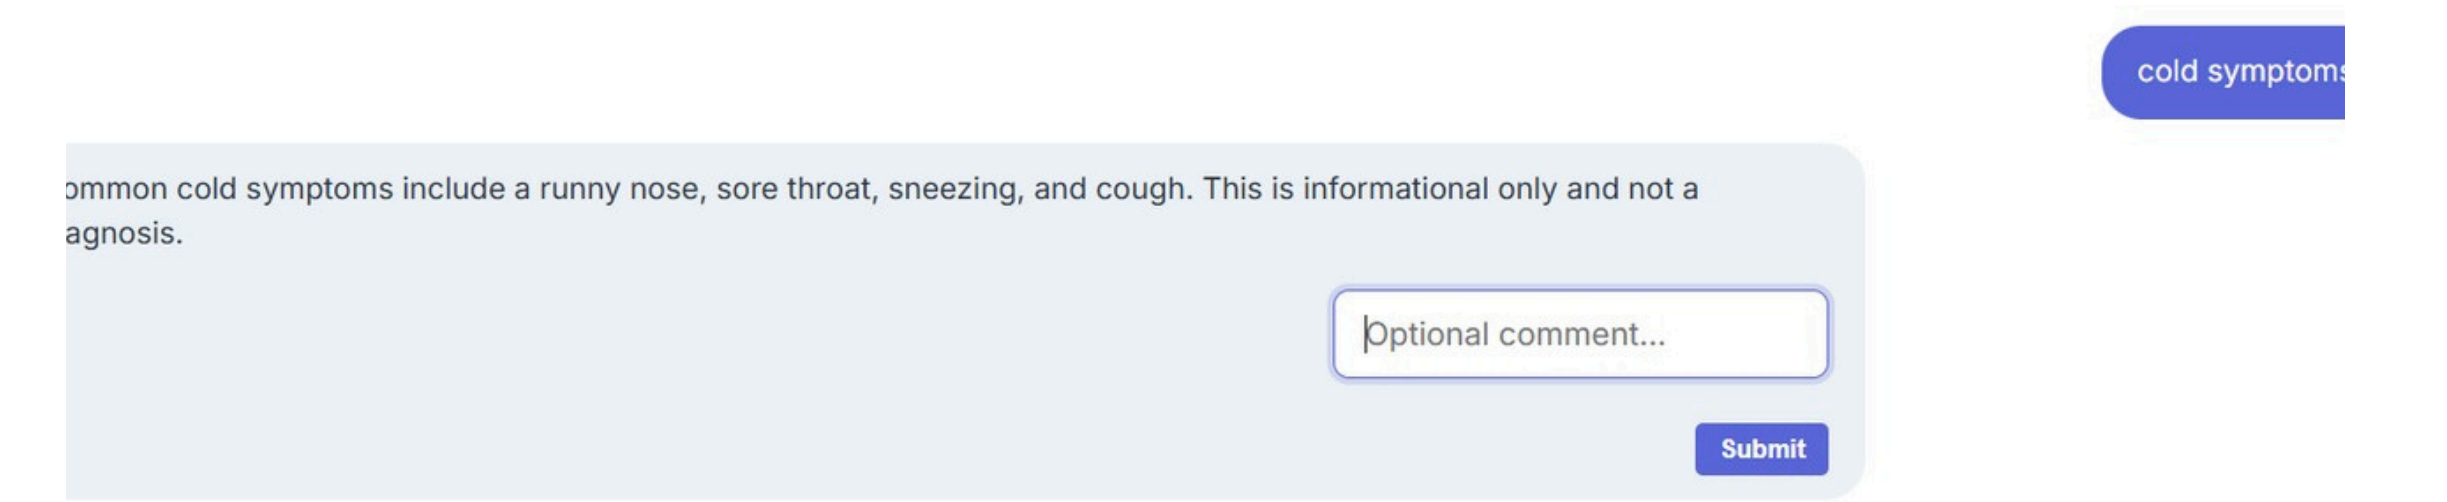 cold symptoms
ommon cold symptoms include a runny nose, sore throat, sneezing, and cough. This is informational only and not a
agnosis.
Optional comment...
Submit